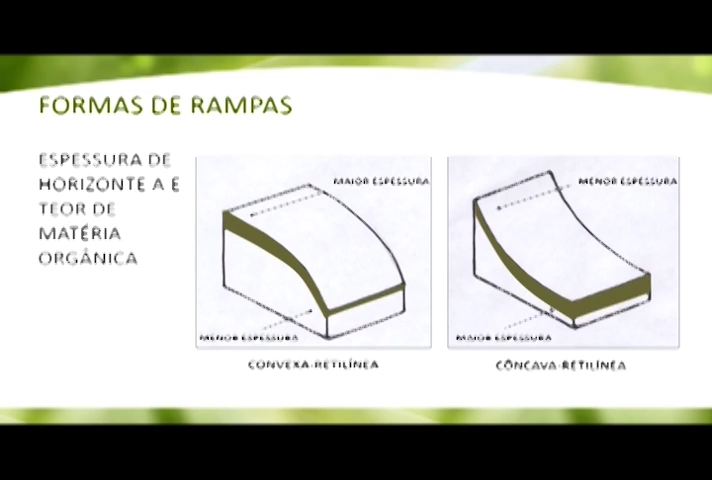 FORMAS DE RAMPAS
ESPESSURA DE
HORIZONTE A E
TEOR DE
MATÉRIA
ORGÂNICA
MAIOR ESPESSURA
MENOR ESPESSURA
CONVEXA-RETILÍNEA
MENOR ESPESSURA
MAIOR ESPESSURA
CÔNCAVA-RETILÍNEA